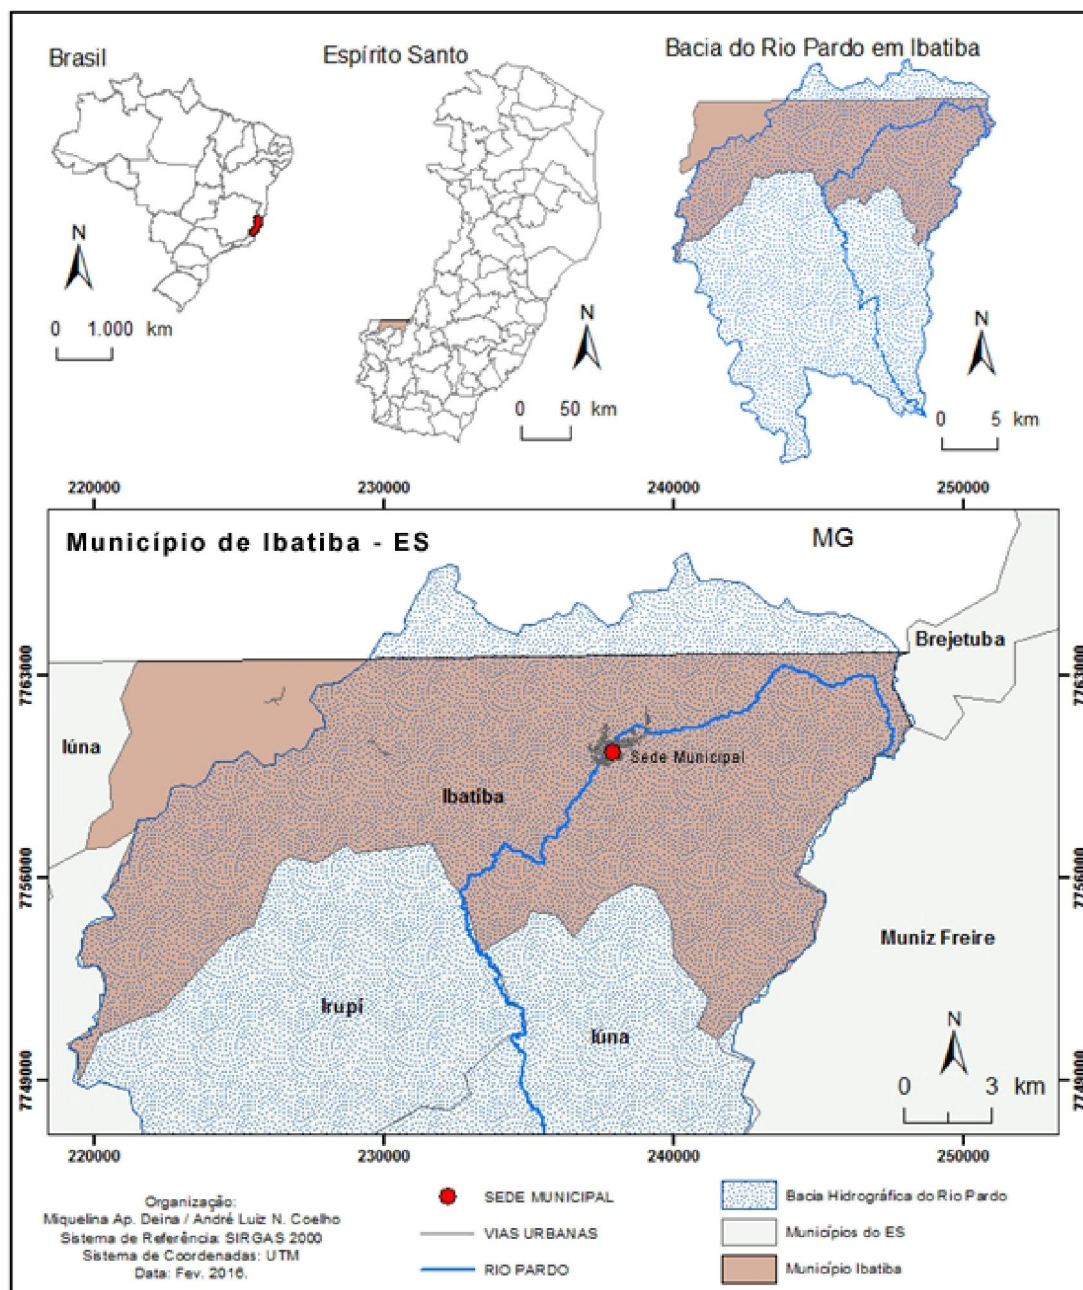 Brasil
Espírito Santo
Bacia do Rio Pardo em Ibatiba
N
0 1.000 km
N
0 50 km
N
0 5 km
220000 230000 240000 250000
Município de Ibatiba - ES
MG
Brejetuba
7763000
7763000
Iúna
Sede Municipal
Ibatiba
7756000
7756000
Muniz Freire
Irupi
Iúna
N
0 3 km
7749000
7749000
220000 230000 240000 250000
Organização:
Miquelina Ap. Deina / André Luiz N. Coelho
Sistema de Referência: SIRGAS 2000
Sistema de Coordenadas: UTM
Data: Fev. 2016.
SEDE MUNICIPAL
VIAS URBANAS
RIO PARDO
Bacia Hidrográfica do Rio Pardo
Municípios do ES
Município Ibatiba